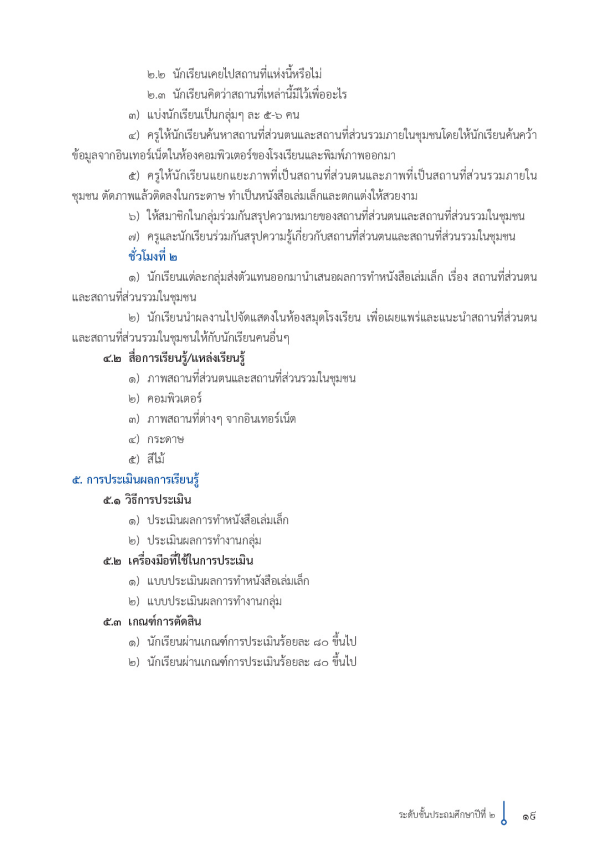 ๒.๒ นักเรียนเคยไปสถานที่แห่งนี้หรือไม่
๒.๓ นักเรียนคิดว่าสถานที่เหล่านี้มีไว้เพื่ออะไร
๓) แบ่งนักเรียนเป็นกลุ่มๆ ละ ๕-๖ คน
๔) ครูให้นักเรียนค้นหาสถานที่ส่วนตนและสถานที่ส่วนรวมภายในชุมชนโดยให้นักเรียนค้นคว้า
ข้อมูลจากอินเทอร์เน็ตในห้องคอมพิวเตอร์ของโรงเรียนและพิมพ์ภาพออกมา
๕) ครูให้นักเรียนแยกแยะภาพที่เป็นสถานที่ส่วนตนและภาพที่เป็นสถานที่ส่วนรวมภายใน
ชุมชน ตัดภาพแล้วติดลงในกระดาษ ทำเป็นหนังสือเล่มเล็กและตกแต่งให้สวยงาม
๖) ให้สมาชิกในกลุ่มร่วมกันสรุปความหมายของสถานที่ส่วนตนและสถานที่ส่วนรวมในชุมชน
๗) ครูและนักเรียนร่วมกันสรุปความรู้เกี่ยวกับสถานที่ส่วนตนและสถานที่ส่วนรวมในชุมชน
ชั่วโมงที่ ๒
๑) นักเรียนแต่ละกลุ่มส่งตัวแทนออกมานำเสนอผลการทำหนังสือเล่มเล็ก เรื่อง สถานที่ส่วนตน
และสถานที่ส่วนรวมในชุมชน
๒) นักเรียนนำผลงานไปจัดแสดงในห้องสมุดโรงเรียน เพื่อเผยแพร่และแนะนำสถานที่ส่วนตน
และสถานที่ส่วนรวมในชุมชนให้กับนักเรียนคนอื่นๆ
๔.๒ สื่อการเรียนรู้/แหล่งเรียนรู้
๑) ภาพสถานที่ส่วนตนและสถานที่ส่วนรวมในชุมชน
๒) คอมพิวเตอร์
๓) ภาพสถานที่ต่างๆ จากอินเทอร์เน็ต
๔) กระดาษ
๕) สีไม้
๕. การประเมินผลการเรียนรู้
๕.๑ วิธีการประเมิน
๑) ประเมินผลการทำหนังสือเล่มเล็ก
๒) ประเมินผลการทำงานกลุ่ม
๕.๒ เครื่องมือที่ใช้ในการประเมิน
๑) แบบประเมินผลการทำหนังสือเล่มเล็ก
๒) แบบประเมินผลการทำงานกลุ่ม
๕.๓ เกณฑ์การตัดสิน
๑) นักเรียนผ่านเกณฑ์การประเมินร้อยละ ๘๐ ขึ้นไป
๒) นักเรียนผ่านเกณฑ์การประเมินร้อยละ ๘๐ ขึ้นไป
ระดับชั้นประถมศึกษาปีที่ ๒ ๑๙